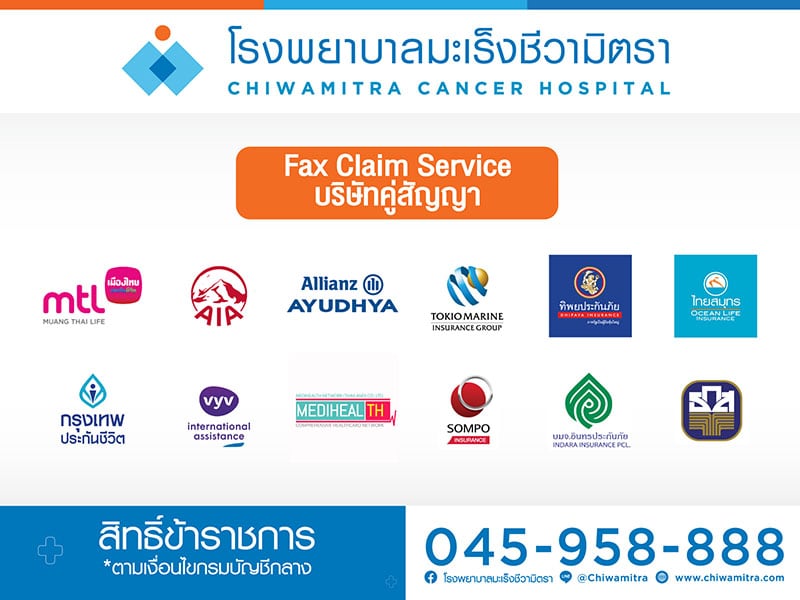 โรงพยาบาลมะเร็งชีวามิตรา
CHIWAMITRA CANCER HOSPITAL
Fax Claim Service
บริษัทคู่สัญญา
mtl
เมืองไทย
MUANG THAI LIFE
AIA
Allianz
AYUDHYA
TOKIO MARINE
INSURANCE GROUP
ทิพยประกันภัย
DHIPAYA INSURANCE
ไทยสมุทร
OCEAN LIFE
INSURANCE
กรุงเทพ
ประกันชีวิต
vyv
international
assistance
MEDIHEALTH NETWORK (THAILAND) CO.,LTD.
MEDIHEALTH
COMPREHENSIVE HEALTHCARE NETWORK
SOMPO
INSURANCE
บมจ.อินทรประกันภัย
INDARA INSURANCE PCL.
ธกส
สิทธิ์ข้าราชการ
*ตามเงื่อนไขกรมบัญชีกลาง
045-958-888
โรงพยาบาลมะเร็งชีวามิตรา @Chiwamitra www.chiwamitra.com